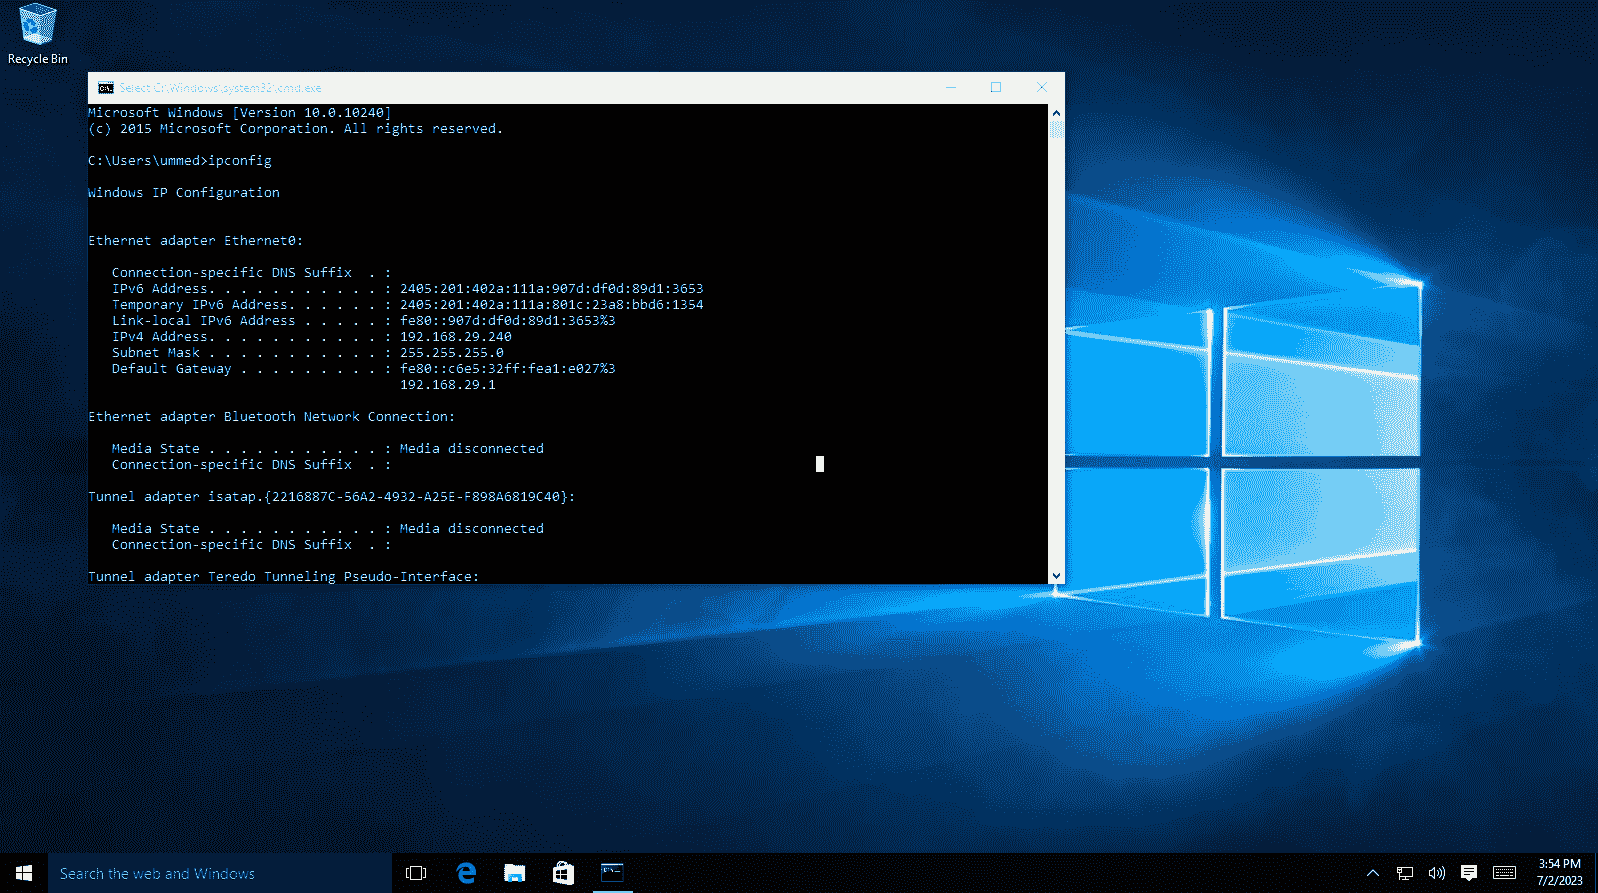 Recycle Bin
Select C:\Windows\system32\cmd.exe
Microsoft Windows [Version 10.0.10240]
(c) 2015 Microsoft Corporation. All rights reserved.
C:\Users\ummed>ipconfig
Windows IP Configuration
Ethernet adapter Ethernet0:
Connection-specific DNS Suffix  . :
IPv6 Address. . . . . . . . . . . : 2405:201:402a:111a:907d:df0d:89d1:3653
Temporary IPv6 Address. . . . . . : 2405:201:402a:111a:801c:23a8:bbd6:1354
Link-local IPv6 Address . . . . . : fe80::907d:df0d:89d1:3653%3
IPv4 Address. . . . . . . . . . . : 192.168.29.240
Subnet Mask . . . . . . . . . . . : 255.255.255.0
Default Gateway . . . . . . . . . : fe80::c6e5:32ff:fea1:e027%3
192.168.29.1
Ethernet adapter Bluetooth Network Connection:
Media State . . . . . . . . . . . : Media disconnected
Connection-specific DNS Suffix  . :
Tunnel adapter isatap.{2216887C-56A2-4932-A25E-F898A6819C40}:
Media State . . . . . . . . . . . : Media disconnected
Connection-specific DNS Suffix  . :
Tunnel adapter Teredo Tunneling Pseudo-Interface:
Search the web and Windows
3:54 PM
7/2/2023